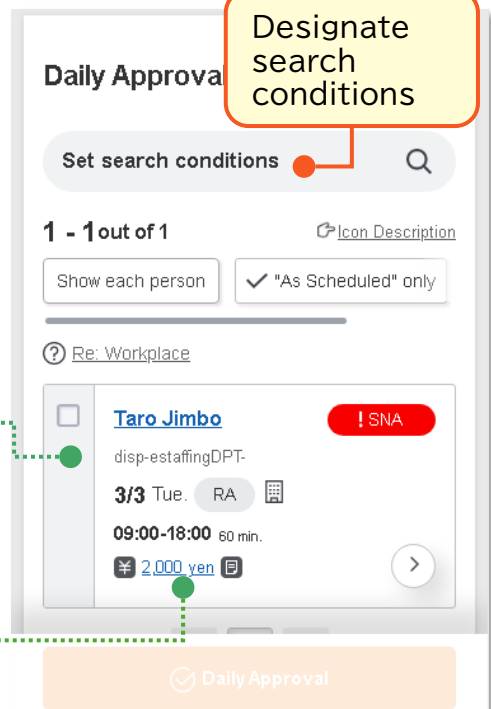 Designate
search
conditions
Daily Approval
Set search conditions
1 - 1 out of 1
Icon Description
Show each person
"As Scheduled" only
? Re: Workplace
Taro Jimbo
! SNA
disp-estaffingDPT-
3/3 Tue. RA
09:00-18:00 60 min.
¥ 2,000 yen
Daily Approval